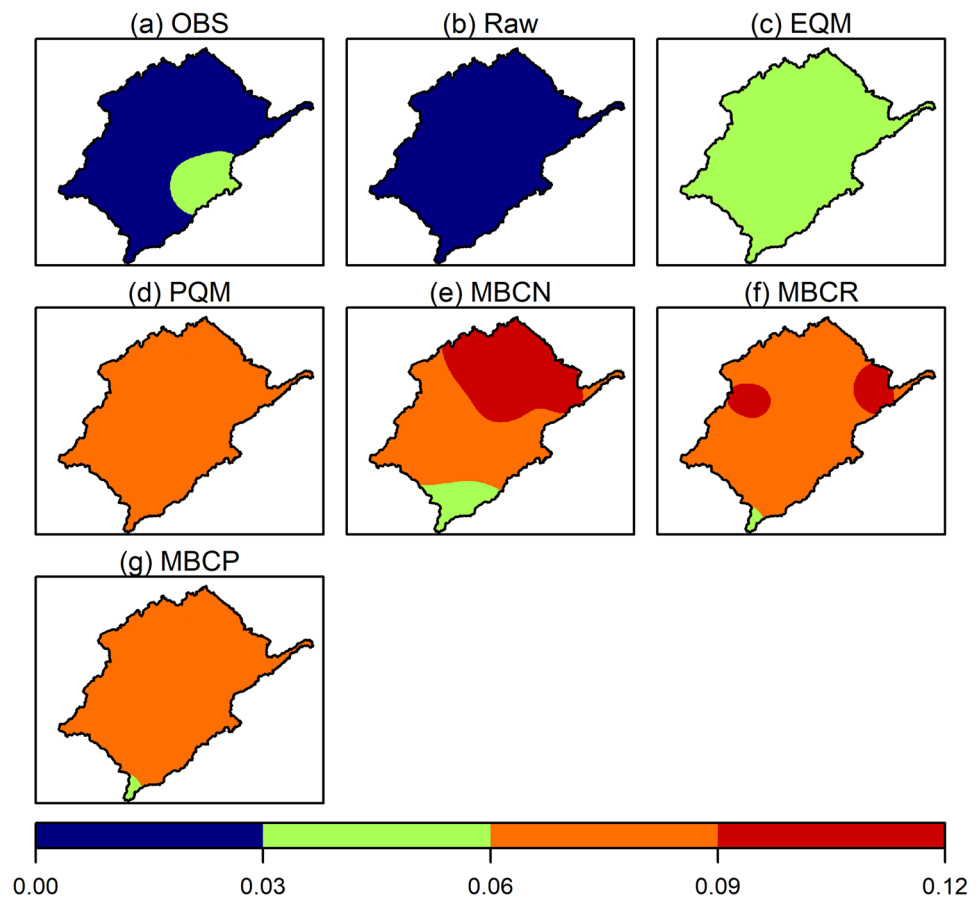 (a) OBS
(b) Raw
(c) EQM
(d) PQM
(e) MBCN
(f) MBCR
(g) MBCP
0.00 0.03 0.06 0.09 0.12